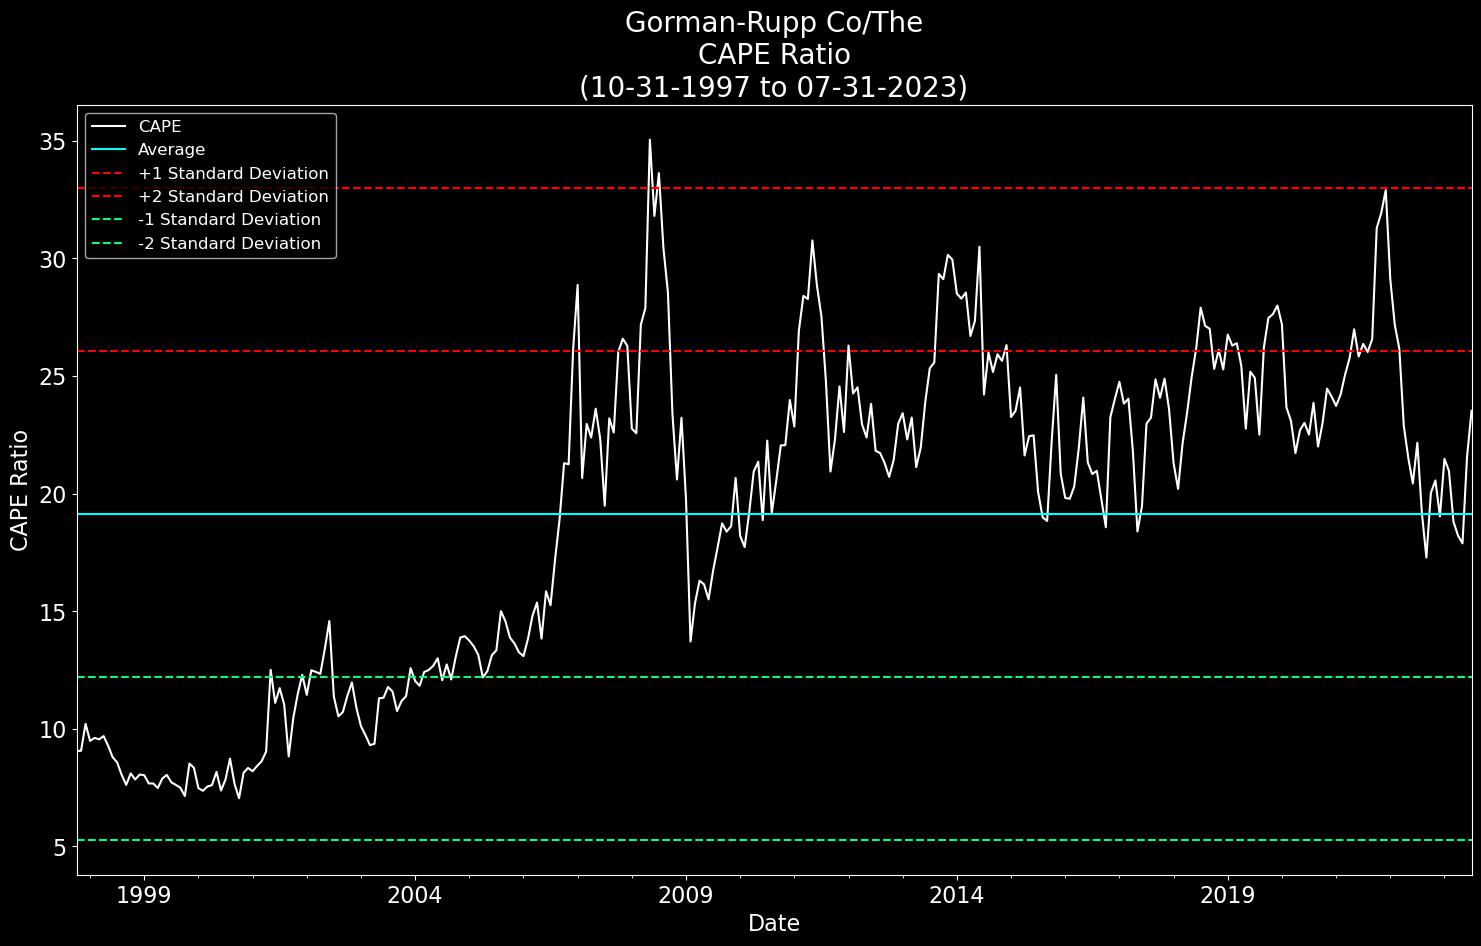 Gorman-Rupp Co/The
CAPE Ratio
(10-31-1997 to 07-31-2023)
CAPE
Average
+1 Standard Deviation
+2 Standard Deviation
-1 Standard Deviation
-2 Standard Deviation
35
30
25
20
15
10
5
CAPE Ratio
1999
2004
2009
2014
2019
Date